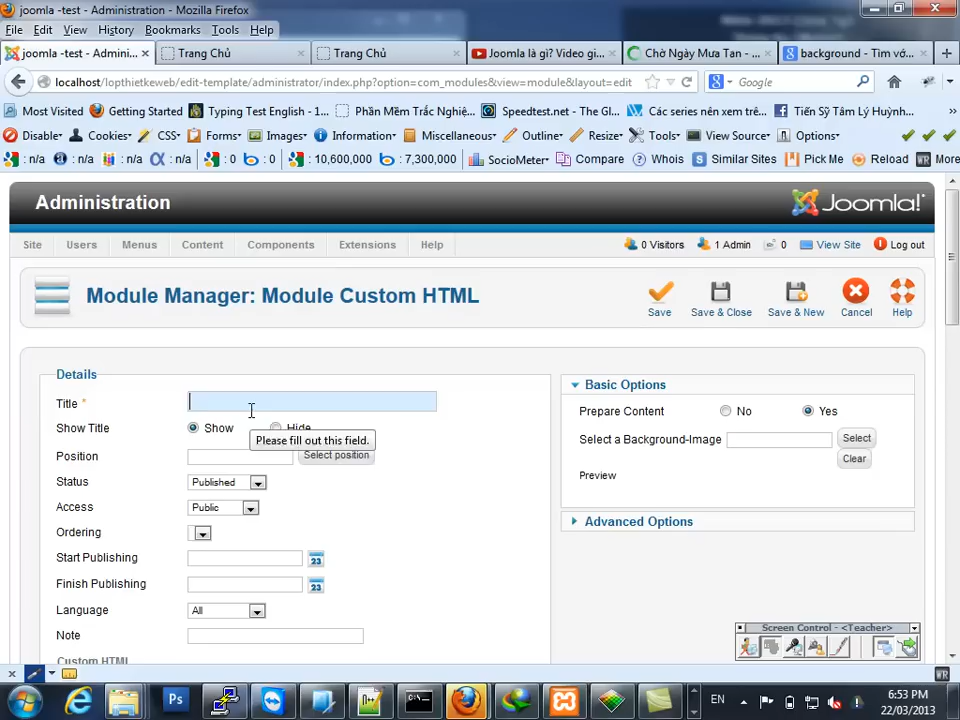 joomla -test - Administration - Mozilla Firefox
File Edit View History Bookmarks Tools Help
joomla -test - Admini... Trang Chủ Trang Chủ Joomla là gì? Video gi... Chờ Ngày Mưa Tan - ... background - Tìm vớ...
localhost/lopthietkeweb/edit-template/administrator/index.php?option=com_modules&view=module&layout=edit Google
Most Visited Getting Started Typing Test English - 1... Phần Mềm Trắc Nghiệ... Speedtest.net - The Gl... Các series nên xem trê... Tiến Sỹ Tâm Lý Huỳnh...
Disable Cookies CSS Forms Images Information Miscellaneous Outline Resize Tools View Source Options
: n/a : n/a : n/a : n/a : 0 : 0 : 10,600,000 : 7,300,000 SocioMeter Compare Whois Similar Sites Pick Me Reload More
Administration Joomla!
Site Users Menus Content Components Extensions Help 0 Visitors 1 Admin 0 View Site Log out
Module Manager: Module Custom HTML
Save Save & Close Save & New Cancel Help
Details
Title *
Show Title Show Hide
Please fill out this field.
Position Select position
Status Published
Access Public
Ordering
Start Publishing 23
Finish Publishing 23
Language All
Note
Custom HTML
Basic Options
Prepare Content No Yes
Select a Background-Image Select
Clear
Preview
Advanced Options
Screen Control - <Teacher>
WR
EN 6:53 PM
22/03/2013